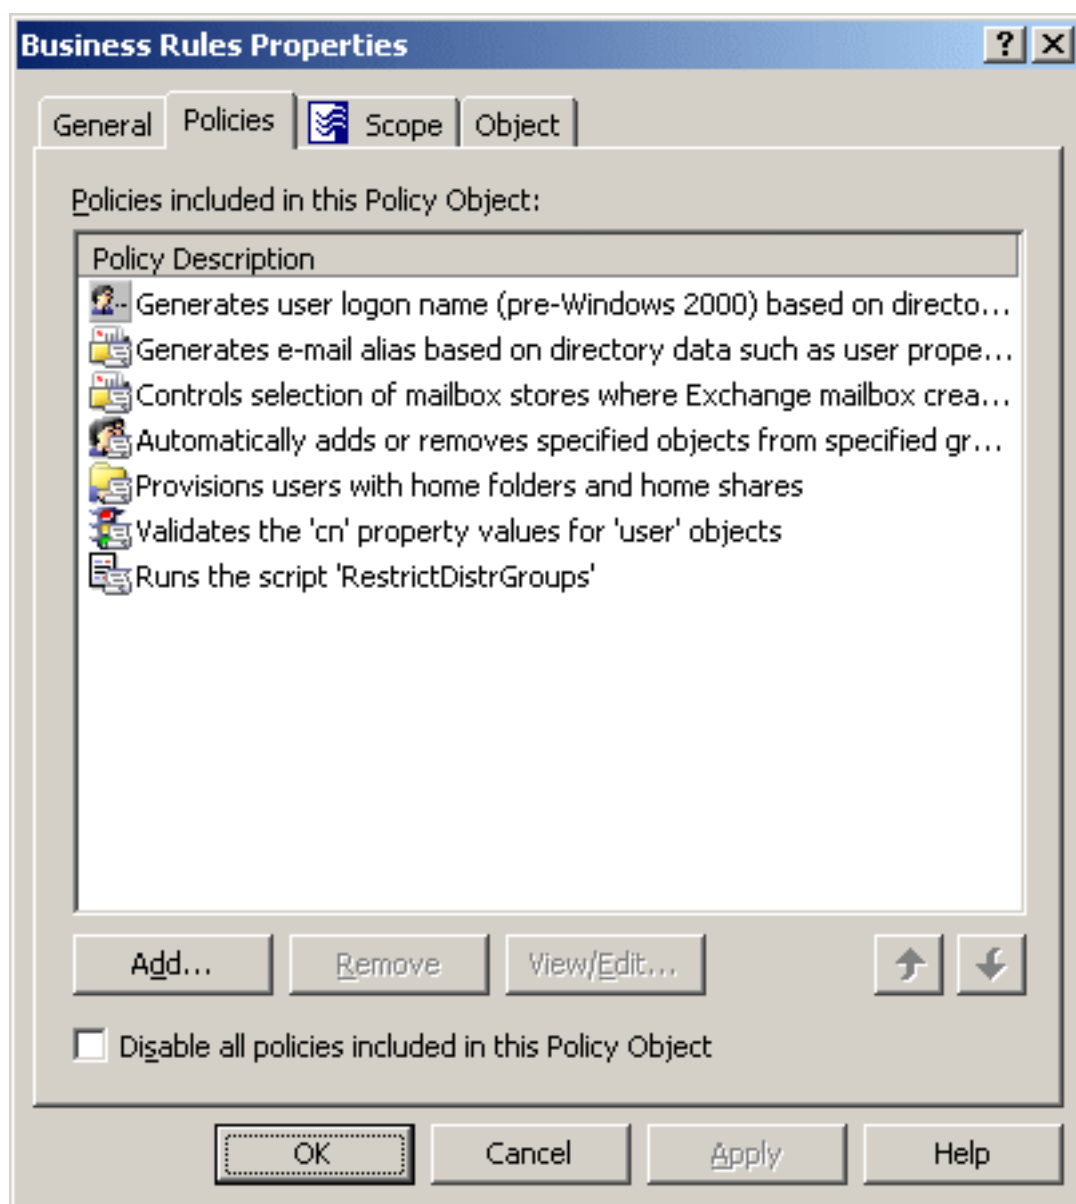 Business Rules Properties
General Policies Scope Object
Policies included in this Policy Object:
Policy Description
Generates user logon name (pre-Windows 2000) based on directo...
Generates e-mail alias based on directory data such as user prope...
Controls selection of mailbox stores where Exchange mailbox crea...
Automatically adds or removes specified objects from specified gr...
Provisions users with home folders and home shares
Validates the 'cn' property values for 'user' objects
Runs the script 'RestrictDistrGroups'
Add... Remove View/Edit...
Disable all policies included in this Policy Object
OK Cancel Apply Help